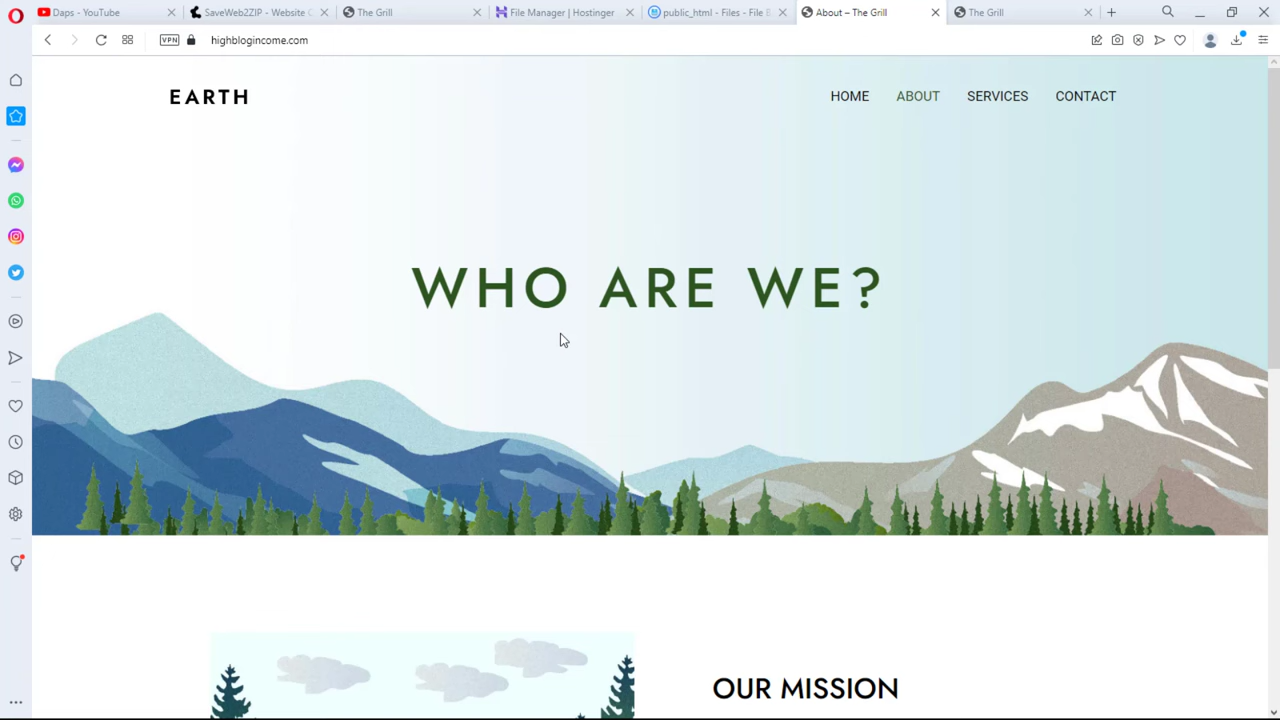 Daps - YouTube
SaveWeb2ZIP - Website C
The Grill
File Manager | Hostinger
public_html - Files - File B
About – The Grill
The Grill
VPN
highblogincome.com
EARTH
HOME
ABOUT
SERVICES
CONTACT
WHO ARE WE?
OUR MISSION